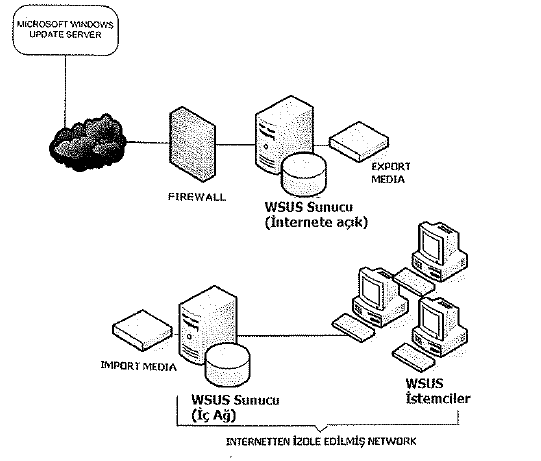 MICROSOFT WINDOWS
UPDATE SERVER
FIREWALL
EXPORT
MEDIA
WSUS Sunucu
(İnternete açık)
IMPORT MEDIA
WSUS Sunucu
(İç Ağ)
WSUS
İstemciler
INTERNETTEN İZOLE EDİLMİŞ NETWORK